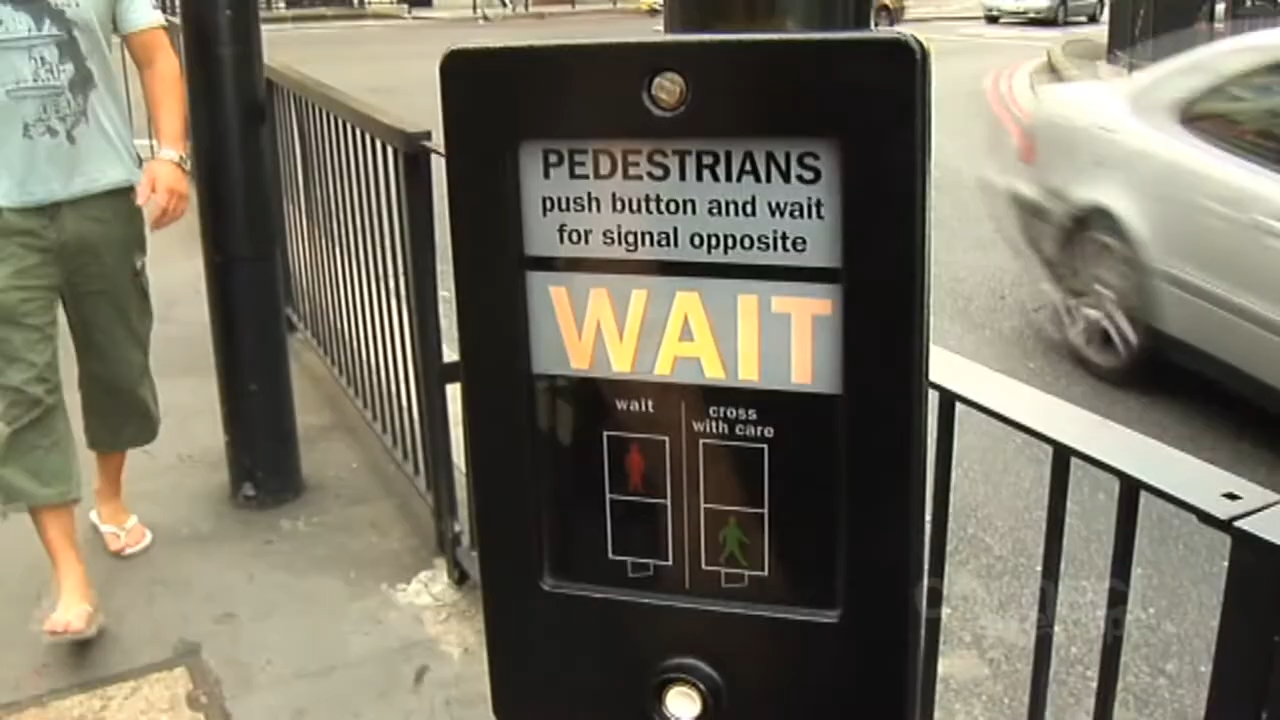 PEDESTRIANS
push button and wait
for signal opposite
WAIT
wait
cross
with care